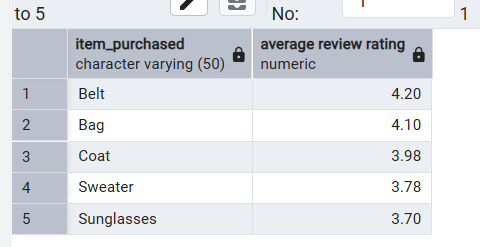 to 5 No: 1 1
item_purchased average review rating
character varying (50) numeric
1 Belt 4.20
2 Bag 4.10
3 Coat 3.98
4 Sweater 3.78
5 Sunglasses 3.70